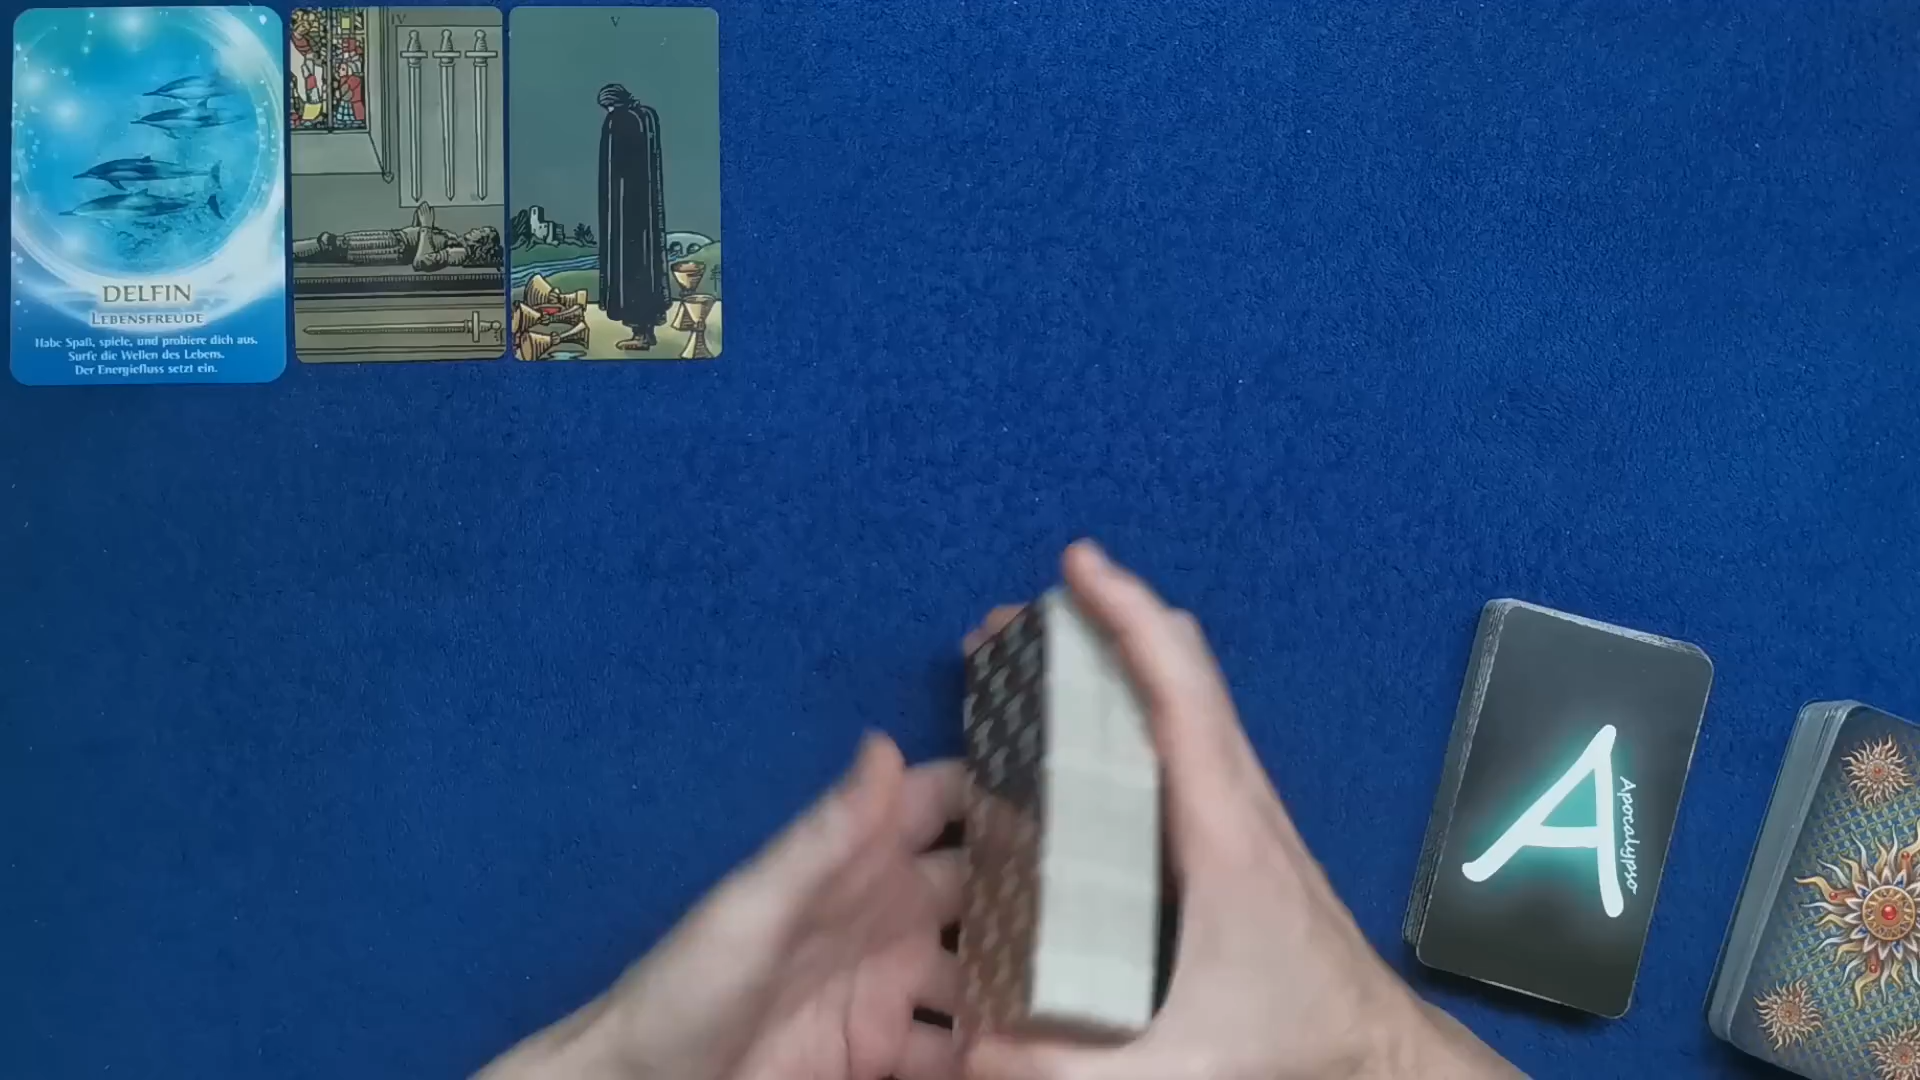 IV
V
DELFIN
LEBENSFREUDE
Habe Spaß, spiele, und probiere dich aus.
Surfe die Wellen des Lebens.
Der Energiefluss setzt ein.
A
Apocalypso